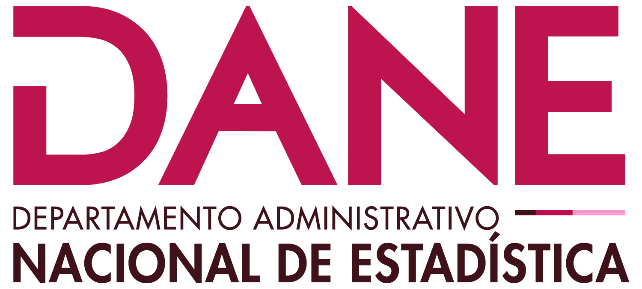 DANE
DEPARTAMENTO ADMINISTRATIVO
NACIONAL DE ESTADÍSTICA